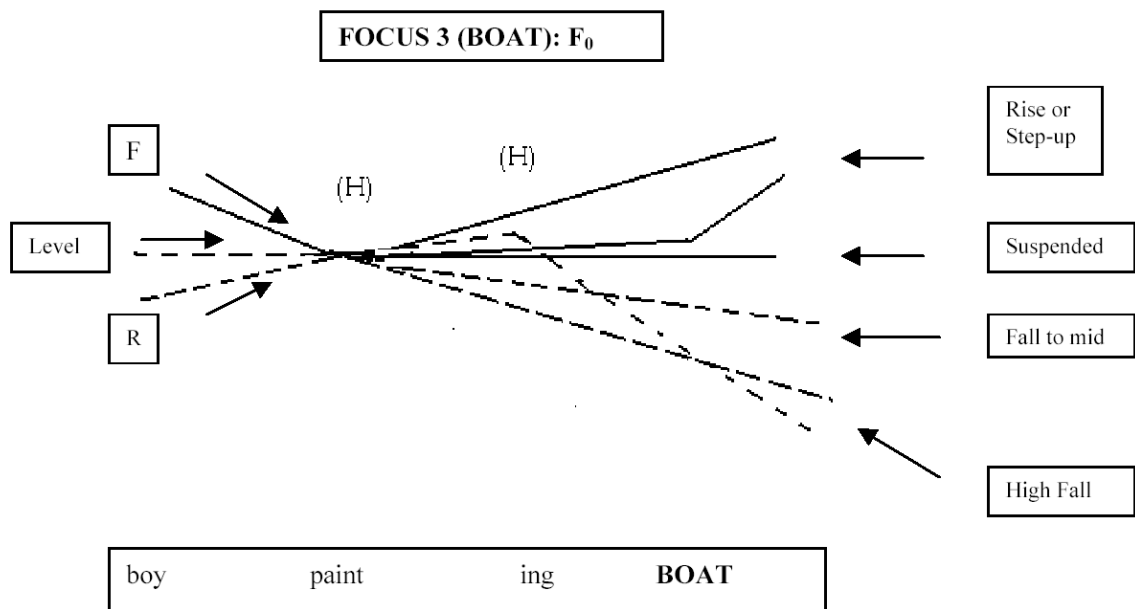 FOCUS 3 (BOAT): F₀
Rise or
Step-up
F
(H)
(H)
Level
Suspended
R
Fall to mid
High Fall
boy paint ing BOAT